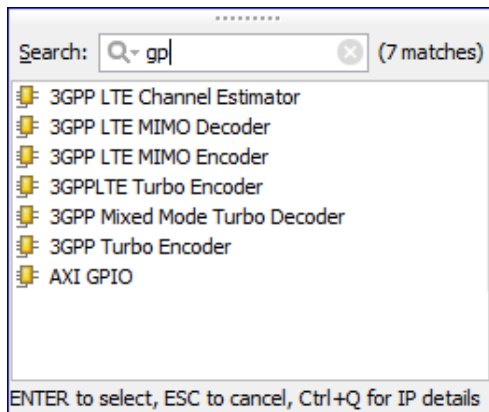 Search: gp (7 matches)
3GPP LTE Channel Estimator
3GPP LTE MIMO Decoder
3GPP LTE MIMO Encoder
3GPPLTE Turbo Encoder
3GPP Mixed Mode Turbo Decoder
3GPP Turbo Encoder
AXI GPIO
ENTER to select, ESC to cancel, Ctrl+Q for IP details